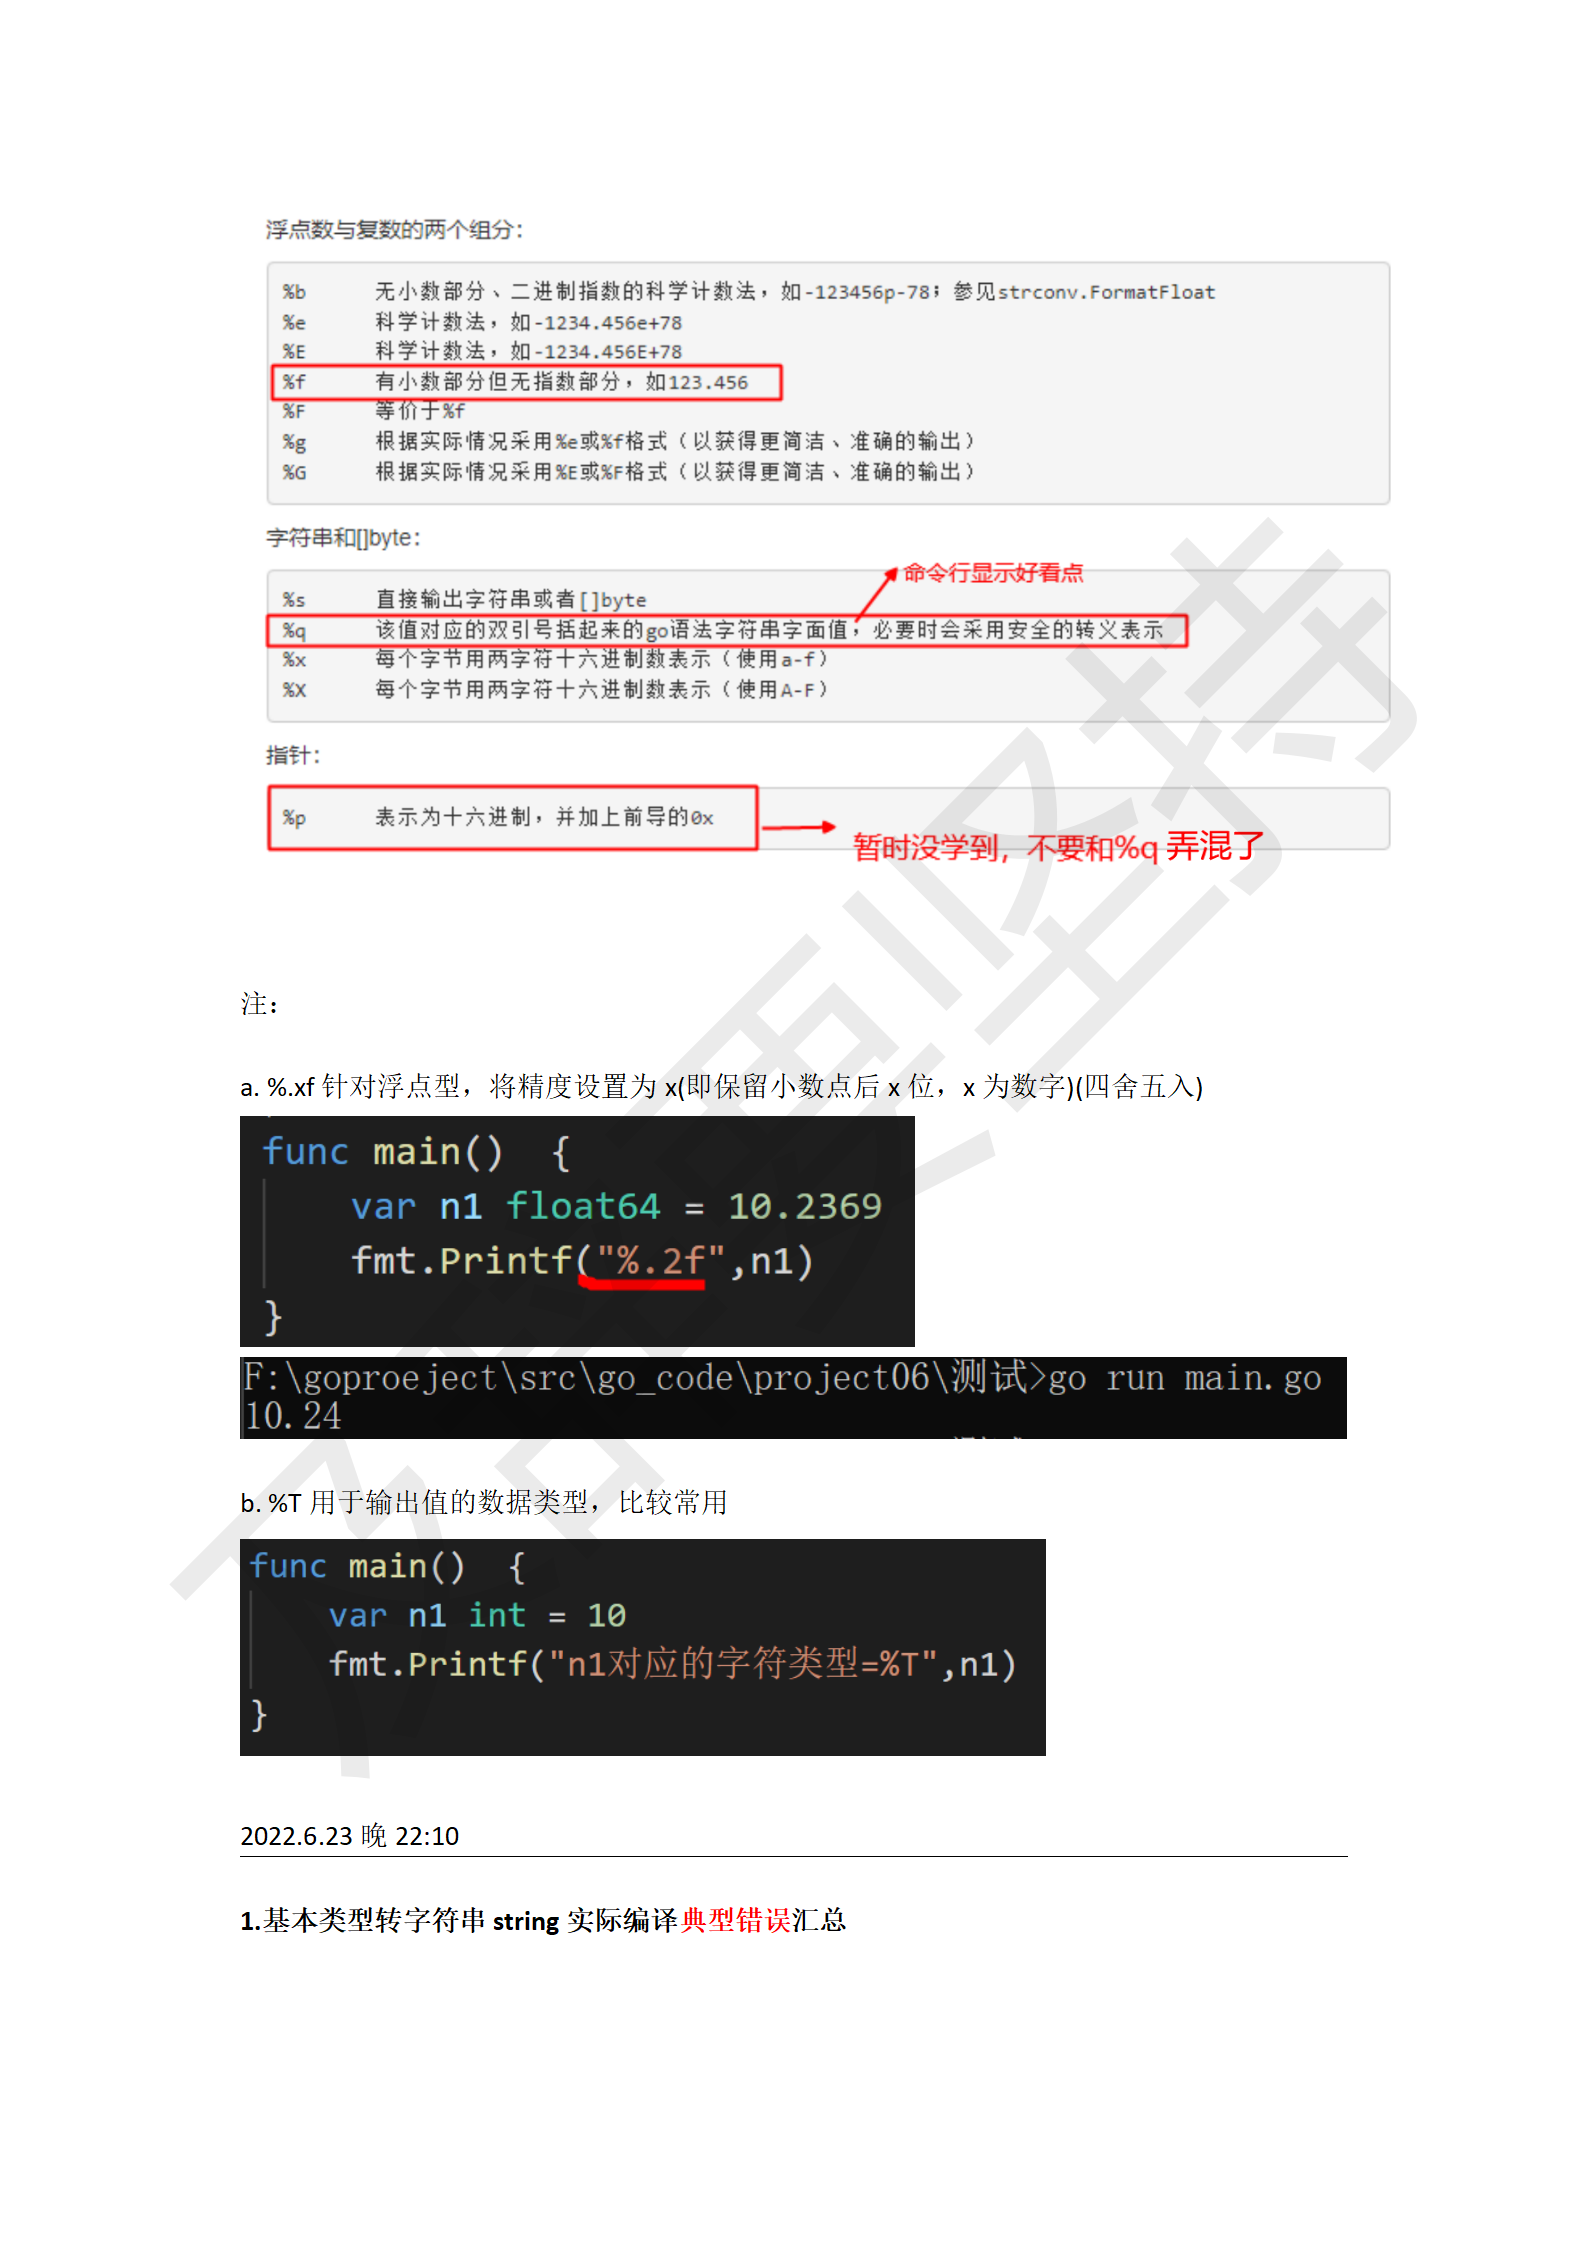 浮点数与复数的两个组分：
%b 无小数部分、二进制指数的科学计数法，如-123456p-78；参见strconv.FormatFloat
%e 科学计数法，如-1234.456e+78
%E 科学计数法，如-1234.456E+78
%f 有小数部分但无指数部分，如123.456
%F 等价于%f
%g 根据实际情况采用%e或%f格式（以获得更简洁、准确的输出）
%G 根据实际情况采用%E或%F格式（以获得更简洁、准确的输出）
字符串和[]byte：
命令行显示好看点
%s 直接输出字符串或者[]byte
%q 该值对应的双引号括起来的go语法字符串字面值，必要时会采用安全的转义表示
%x 每个字节用两字符十六进制数表示（使用a-f）
%X 每个字节用两字符十六进制数表示（使用A-F）
指针：
%p 表示为十六进制，并加上前导的0x
暂时没学到，不要和%q 弄混了
注：
a. %.xf 针对浮点型，将精度设置为 x(即保留小数点后 x 位，x 为数字)(四舍五入)
func main()  {
var n1 float64 = 10.2369
fmt.Printf("%.2f",n1)
}
F:\goproeject\src\go_code\project06\测试>go run main.go
10.24
b. %T 用于输出值的数据类型，比较常用
func main()  {
var n1 int = 10
fmt.Printf("n1对应的字符类型=%T",n1)
}
2022.6.23 晚 22:10
1.基本类型转字符串 string 实际编译典型错误汇总